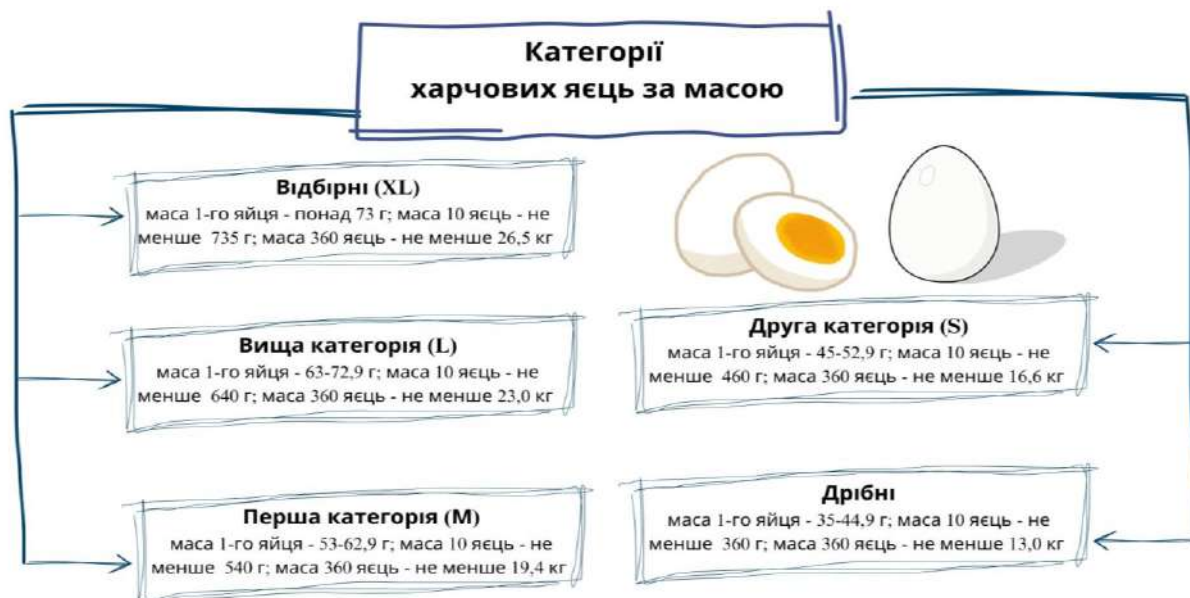 Категорії
харчових яєць за масою
Відбірні (XL)
маса 1-го яйця - понад 73 г; маса 10 яєць - не
менше 735 г; маса 360 яєць - не менше 26,5 кг
Вища категорія (L)
маса 1-го яйця - 63-72,9 г; маса 10 яєць - не
менше 640 г; маса 360 яєць - не менше 23,0 кг
Перша категорія (M)
маса 1-го яйця - 53-62,9 г; маса 10 яєць - не
менше 540 г; маса 360 яєць - не менше 19,4 кг
Друга категорія (S)
маса 1-го яйця - 45-52,9 г; маса 10 яєць - не
менше 460 г; маса 360 яєць - не менше 16,6 кг
Дрібні
маса 1-го яйця - 35-44,9 г; маса 10 яєць - не
менше 360 г; маса 360 яєць - не менше 13,0 кг